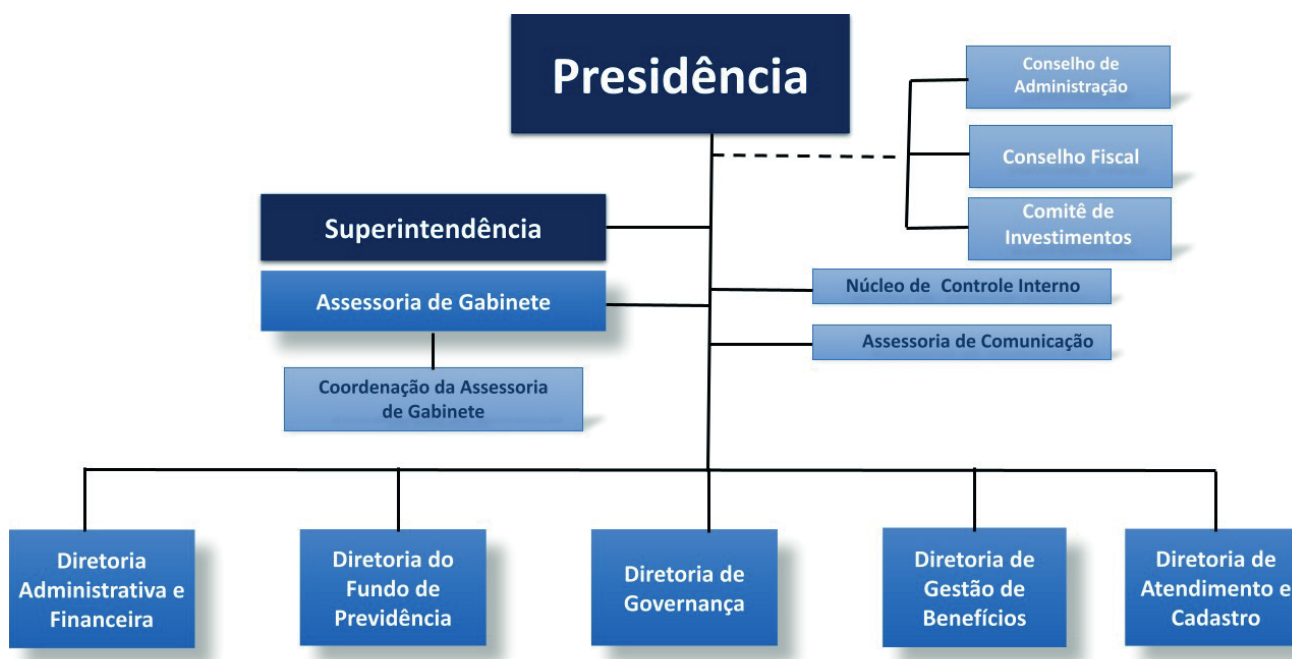 Presidência
Conselho de
Administração
Conselho Fiscal
Comitê de
Investimentos
Superintendência
Assessoria de Gabinete
Núcleo de Controle Interno
Assessoria de Comunicação
Coordenação da Assessoria
de Gabinete
Diretoria
Administrativa e
Financeira
Diretoria do
Fundo de
Previdência
Diretoria de
Governança
Diretoria de
Gestão de
Benefícios
Diretoria de
Atendimento e
Cadastro